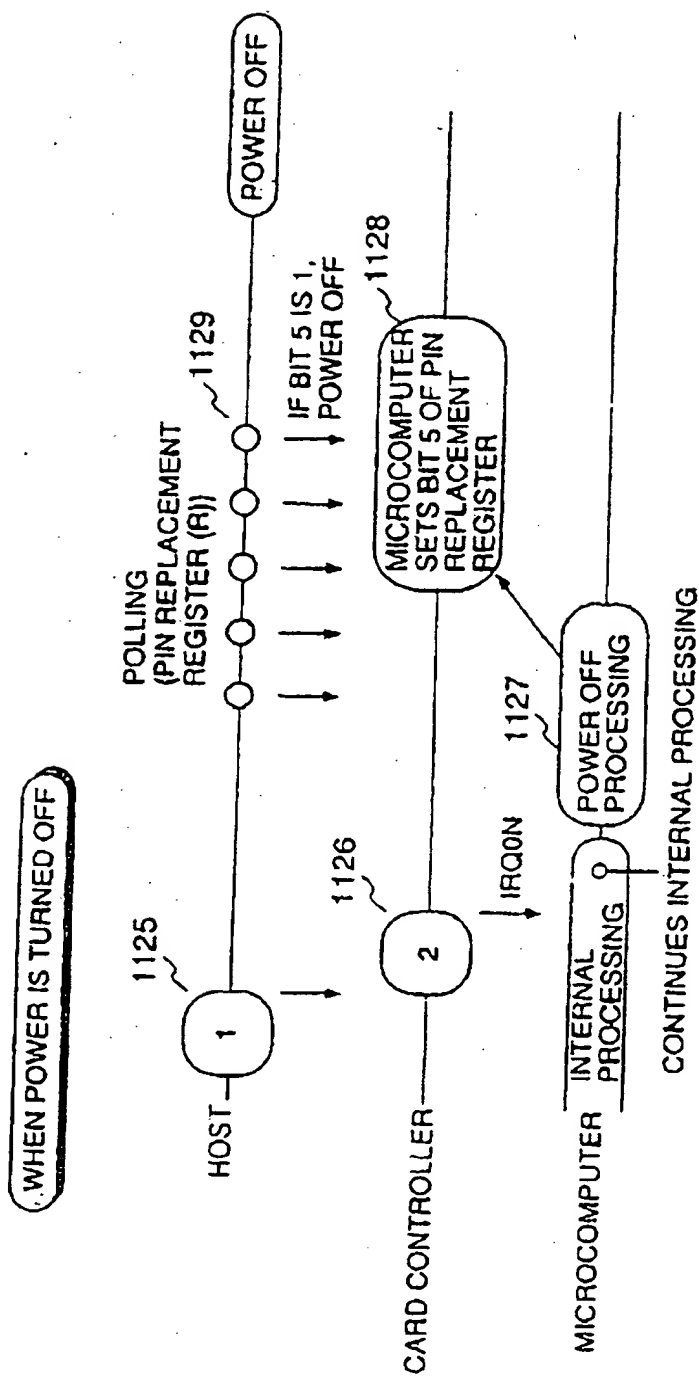 WHEN POWER IS TURNED OFF
HOST
1125
1
POLLING
(PIN REPLACEMENT
REGISTER (R))
1129
POWER OFF
IF BIT 5 IS 1,
POWER OFF
CARD CONTROLLER
1126
2
IRQ0N
1128
MICROCOMPUTER
SETS BIT 5 OF PIN
REPLACEMENT
REGISTER
MICROCOMPUTER
INTERNAL
PROCESSING
1127
POWER OFF
PROCESSING
CONTINUES INTERNAL PROCESSING